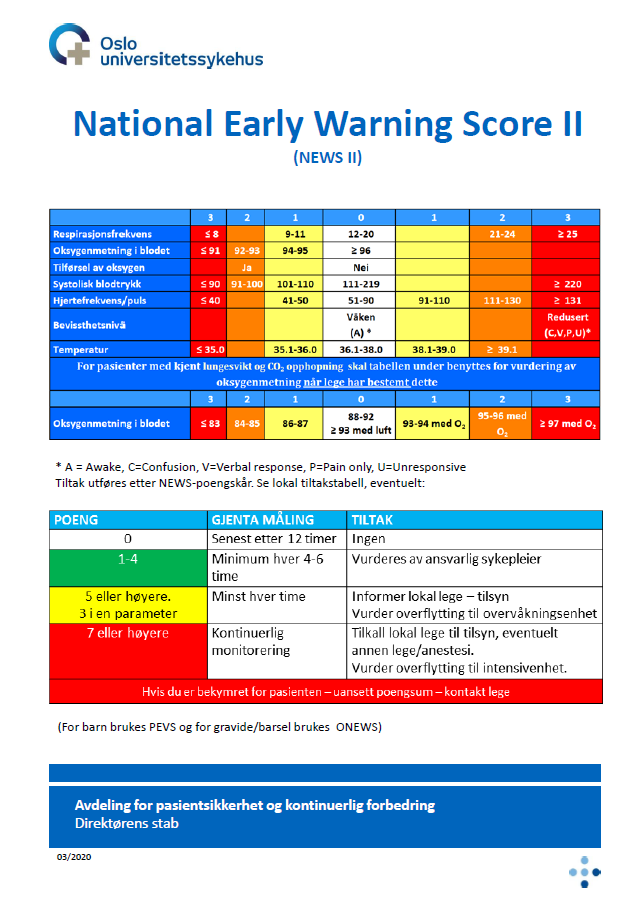 Oslo
universitetssykehus
National Early Warning Score II
(NEWS II)
3 2 1 0 1 2 3
Respirasjonsfrekvens ≤ 8 9-11 12-20 21-24 ≥ 25
Oksygenmetning i blodet ≤ 91 92-93 94-95 ≥ 96
Tilførsel av oksygen Ja Nei
Systolisk blodtrykk ≤ 90 91-100 101-110 111-219 ≥ 220
Hjertefrekvens/puls ≤ 40 41-50 51-90 91-110 111-130 ≥ 131
Bevissthetsnivå Våken Redusert
(A) * (C,V,P,U)*
Temperatur ≤ 35.0 35.1-36.0 36.1-38.0 38.1-39.0 ≥ 39.1
For pasienter med kjent lungesvikt og CO₂ opphopning skal tabellen under benyttes for vurdering av
oksygenmetning når lege har bestemt dette
3 2 1 0 1 2 3
Oksygenmetning i blodet ≤ 83 84-85 86-87 88-92 93-94 med O₂ 95-96 med ≥ 97 med O₂
≥ 93 med luft O₂
* A = Awake, C=Confusion, V=Verbal response, P=Pain only, U=Unresponsive
Tiltak utføres etter NEWS-poengskår. Se lokal tiltakstabell, eventuelt:
POENG GJENTA MÅLING TILTAK
0 Senest etter 12 timer Ingen
1-4 Minimum hver 4-6 Vurderes av ansvarlig sykepleier
time
5 eller høyere. Minst hver time Informer lokal lege – tilsyn
3 i en parameter Vurder overflytting til overvåkningsenhet
7 eller høyere Kontinuerlig Tilkall lokal lege til tilsyn, eventuelt
monitorering annen lege/anestesi.
Vurder overflytting til intensivenhet.
Hvis du er bekymret for pasienten – uansett poengsum – kontakt lege
(For barn brukes PEVS og for gravide/barsel brukes ONEWS)
Avdeling for pasientsikkerhet og kontinuerlig forbedring
Direktørens stab
03/2020